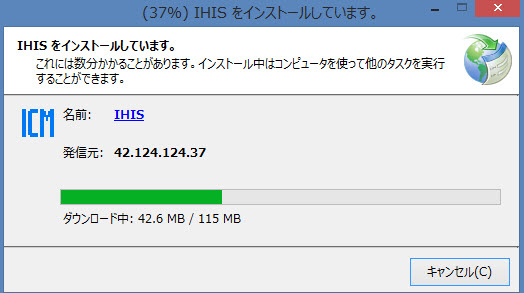 (37%) IHIS をインストールしています。
IHIS をインストールしています。
これには数分かかることがあります。インストール中はコンピュータを使って他のタスクを実行
することができます。
ICM
名前: IHIS
発信元: 42.124.124.37
ダウンロード中: 42.6 MB / 115 MB
キャンセル(C)